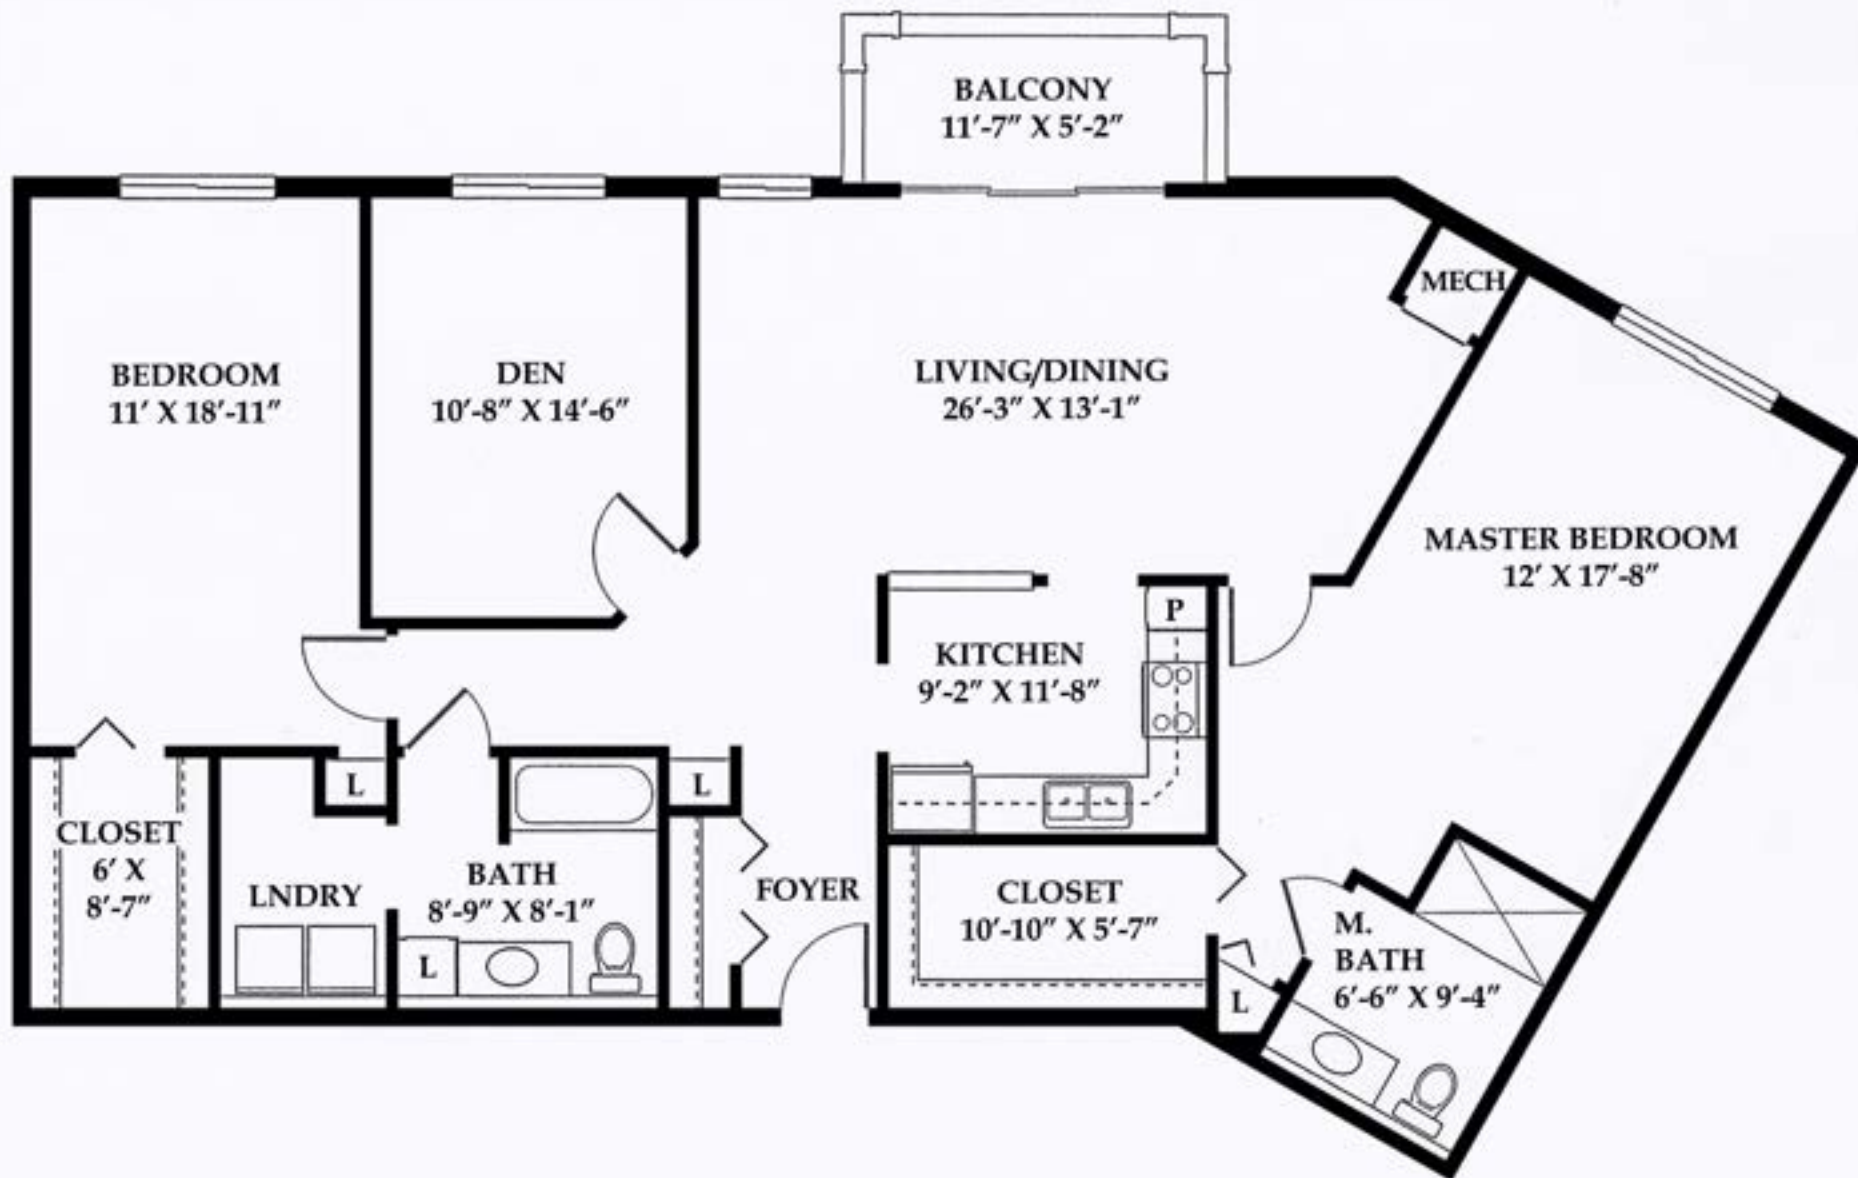 BALCONY
11′-7″ X 5′-2″
MECH
BEDROOM
11′ X 18′-11″
DEN
10′-8″ X 14′-6″
LIVING/DINING
26′-3″ X 13′-1″
MASTER BEDROOM
12′ X 17′-8″
P
KITCHEN
9′-2″ X 11′-8″
L
L
CLOSET
6′ X
8′-7″
LNDRY
BATH
8′-9″ X 8′-1″
L
FOYER
CLOSET
10′-10″ X 5′-7″
M.
BATH
6′-6″ X 9′-4″
L